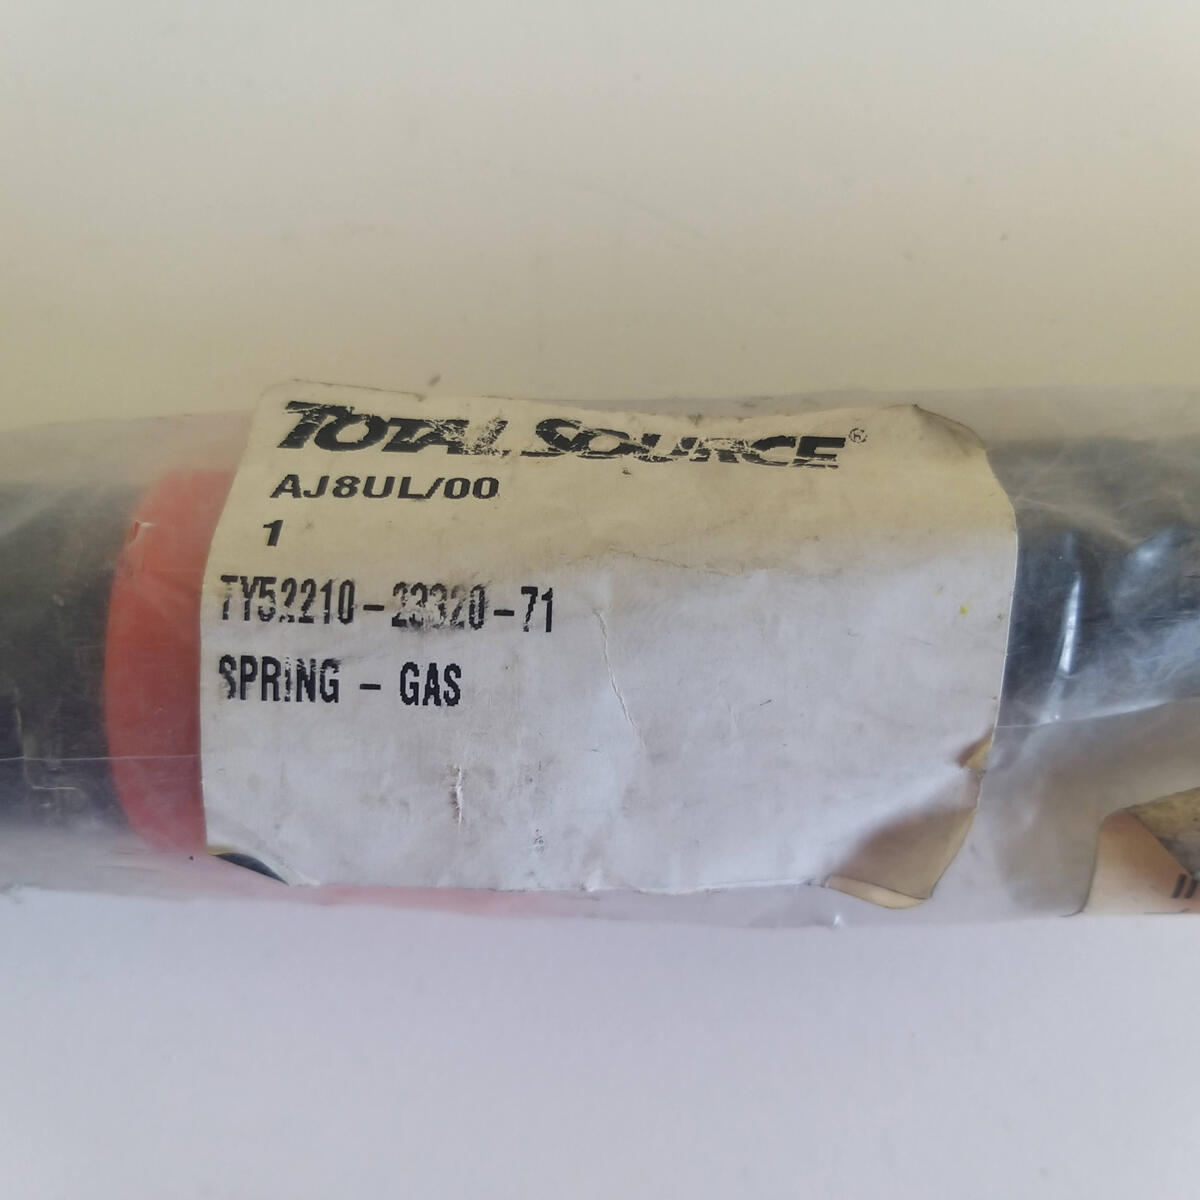 TOTAL SOURCE®
AJ8UL/00
1
TY52210-23320-71
SPRING - GAS